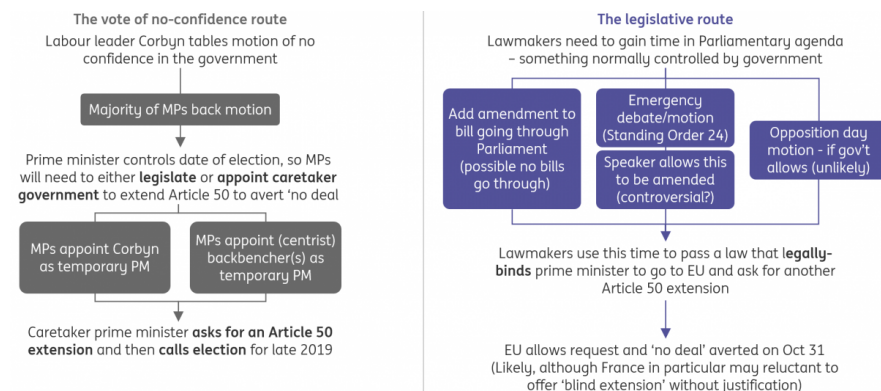 The vote of no-confidence route
Labour leader Corbyn tables motion of no
confidence in the government
Majority of MPs back motion
Prime minister controls date of election, so MPs
will need to either legislate or appoint caretaker
government to extend Article 50 to avert ‘no deal
MPs appoint Corbyn
as temporary PM
MPs appoint (centrist)
backbencher(s) as
temporary PM
Caretaker prime minister asks for an Article 50
extension and then calls election for late 2019
The legislative route
Lawmakers need to gain time in Parliamentary agenda
– something normally controlled by government
Add amendment to
bill going through
Parliament
(possible no bills
go through)
Emergency
debate/motion
(Standing Order 24)
Speaker allows this
to be amended
(controversial?)
Opposition day
motion - if gov’t
allows (unlikely)
Lawmakers use this time to pass a law that legally-
binds prime minister to go to EU and ask for another
Article 50 extension
EU allows request and ‘no deal’ averted on Oct 31
(Likely, although France in particular may reluctant to
offer ‘blind extension’ without justification)